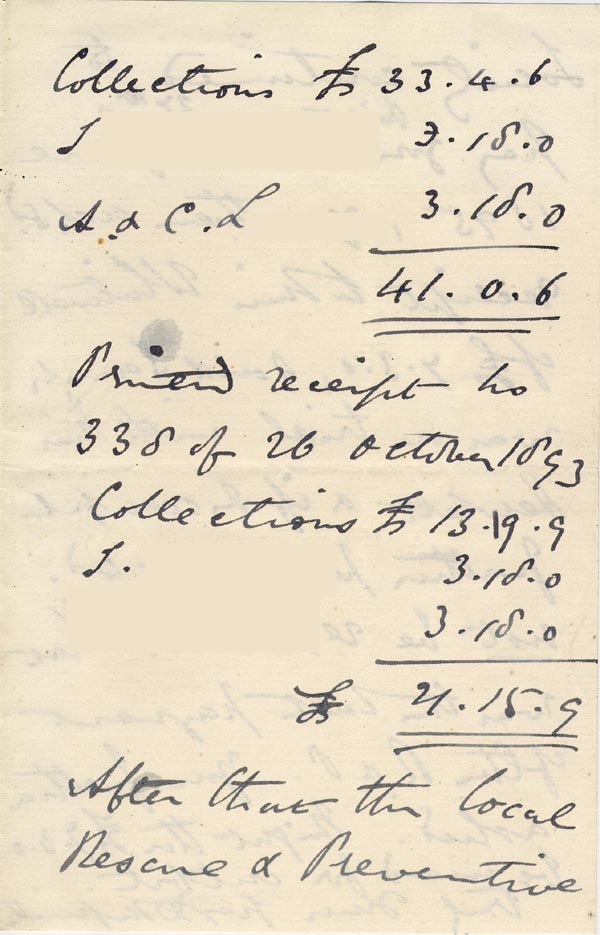 Collections £ 33.4.6
J 3.18.0
A. & C. L 3.18.0
41.0.6
Printed receipt no
338 of 26 October 1893
Collections £ 13.19.9
J. 3.18.0
3.18.0
£ 21.15.9
After that the local
Rescue & Preventive